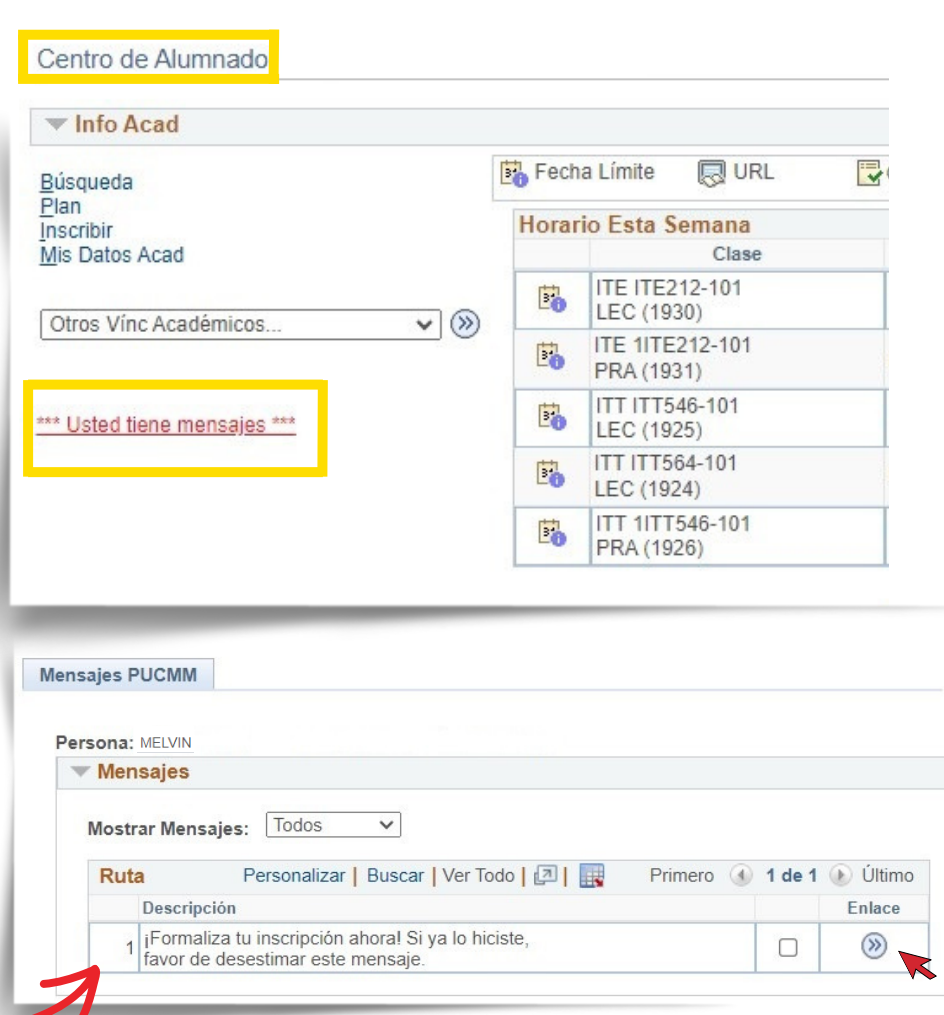 Centro de Alumnado
Info Acad
Búsqueda
Plan
Inscribir
Mis Datos Acad
Otros Vínc Académicos...
*** Usted tiene mensajes ***
Fecha Límite URL
Horario Esta Semana
Clase
ITE ITE212-101
LEC (1930)
ITE 1ITE212-101
PRA (1931)
ITT ITT546-101
LEC (1925)
ITT ITT564-101
LEC (1924)
ITT 1ITT546-101
PRA (1926)
Mensajes PUCMM
Persona: MELVIN
Mensajes
Mostrar Mensajes: Todos
Ruta Personalizar | Buscar | Ver Todo | | Primero 1 de 1 Último
Descripción Enlace
1 ¡Formaliza tu inscripción ahora! Si ya lo hiciste,
favor de desestimar este mensaje.